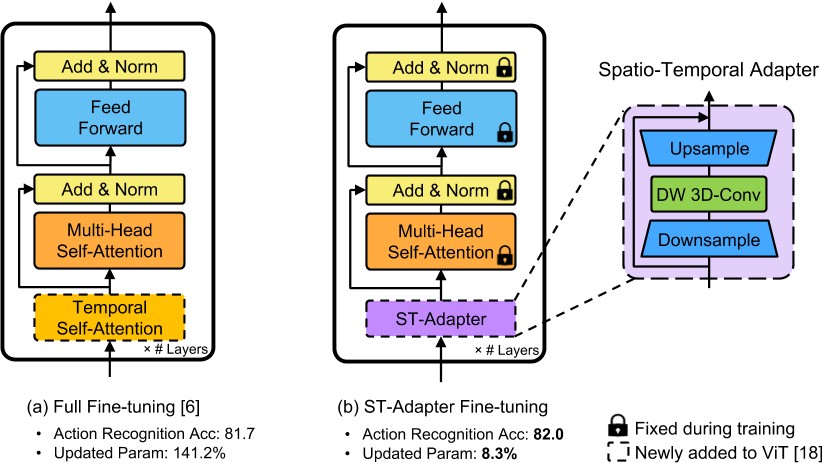 Add & Norm
Feed
Forward
Add & Norm
Multi-Head
Self-Attention
Temporal
Self-Attention
× # Layers
(a) Full Fine-tuning [6]
• Action Recognition Acc: 81.7
• Updated Param: 141.2%
Add & Norm
Feed
Forward
Add & Norm
Multi-Head
Self-Attention
ST-Adapter
× # Layers
(b) ST-Adapter Fine-tuning
• Action Recognition Acc: 82.0
• Updated Param: 8.3%
Spatio-Temporal Adapter
Upsample
DW 3D-Conv
Downsample
Fixed during training
Newly added to ViT [18]